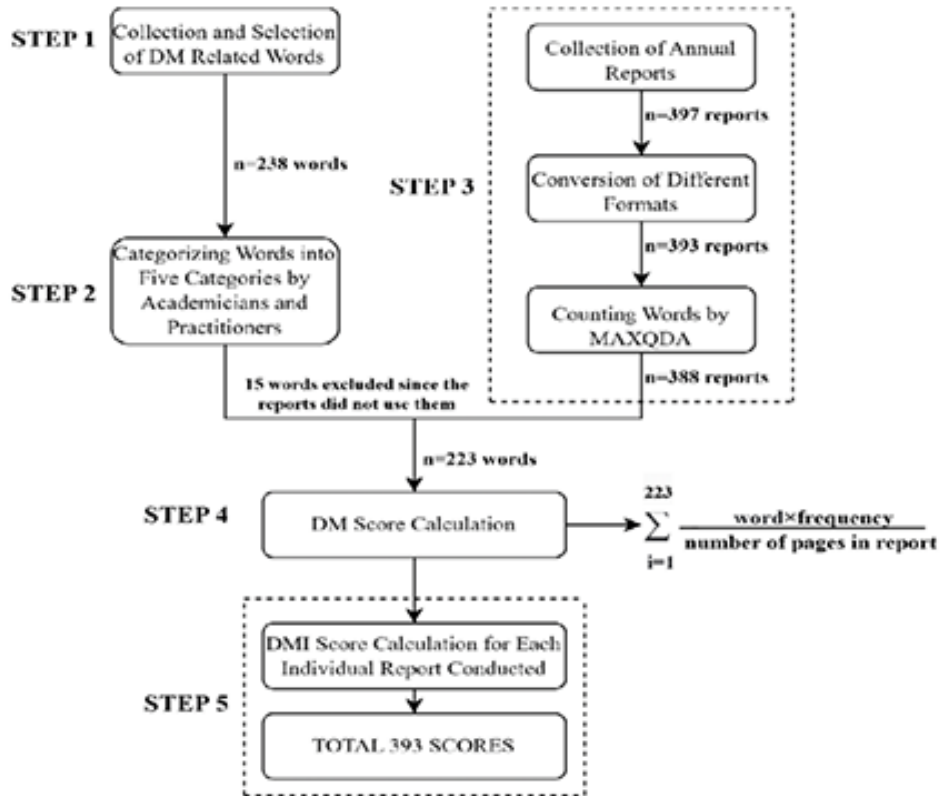 STEP 1
Collection and Selection
of DM Related Words
n=238 words
STEP 2
Categorizing Words into
Five Categories by
Academicians and
Practitioners
STEP 3
Collection of Annual
Reports
n=397 reports
Conversion of Different
Formats
n=393 reports
Counting Words by
MAXQDA
n=388 reports
15 words excluded since the
reports did not use them
n=223 words
STEP 4
DM Score Calculation
223
∑ word×frequency
number of pages in report
i=1
STEP 5
DMI Score Calculation for Each
Individual Report Conducted
TOTAL 393 SCORES